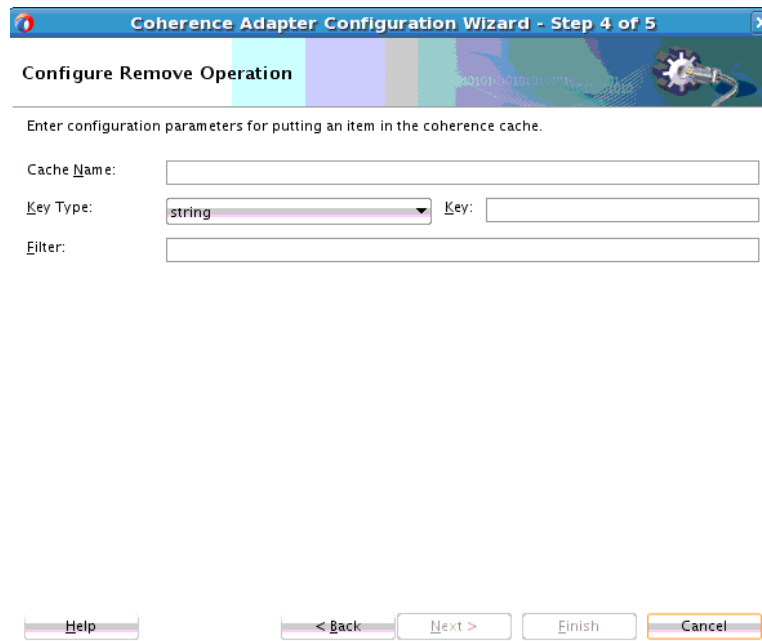 Coherence Adapter Configuration Wizard - Step 4 of 5
Configure Remove Operation
Enter configuration parameters for putting an item in the coherence cache.
Cache Name:
Key Type: string Key:
Filter:
Help < Back Next > Finish Cancel